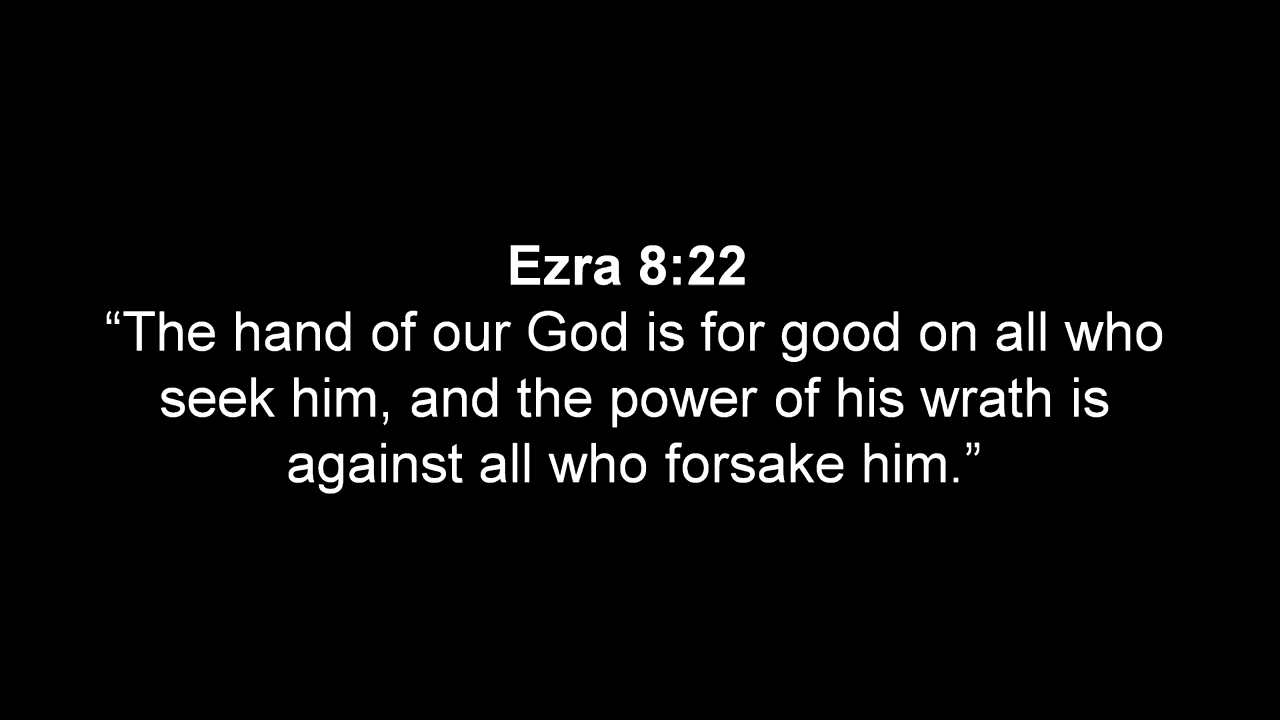 Ezra 8:22
“The hand of our God is for good on all who
seek him, and the power of his wrath is
against all who forsake him.”